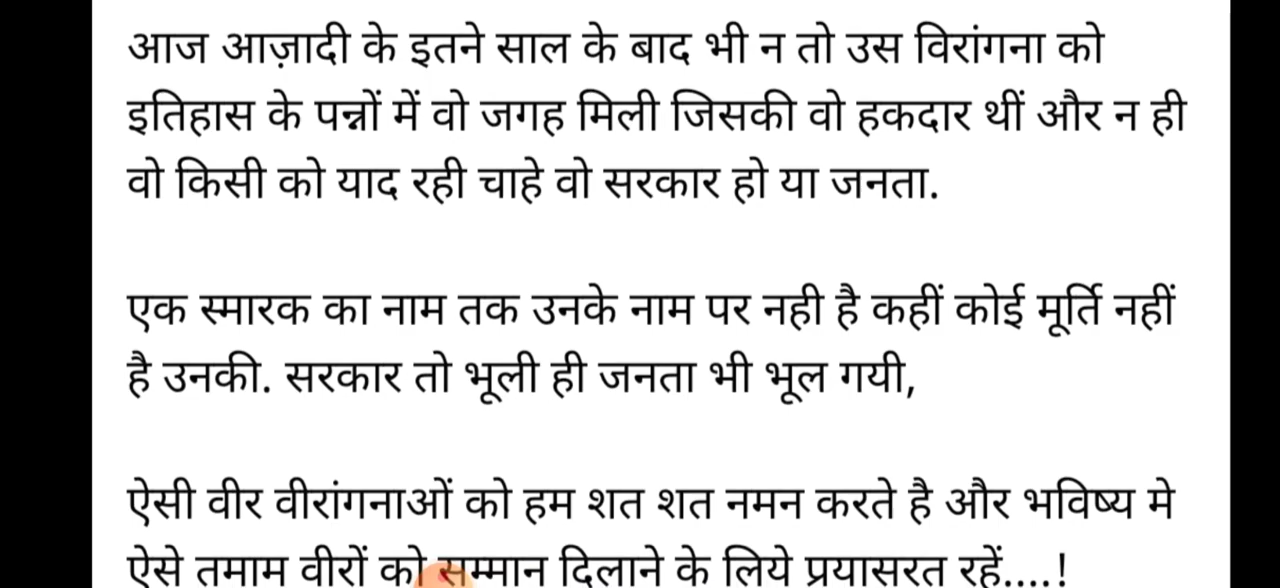 आज आज़ादी के इतने साल के बाद भी न तो उस विरांगना को
इतिहास के पन्नों में वो जगह मिली जिसकी वो हकदार थीं और न ही
वो किसी को याद रही चाहे वो सरकार हो या जनता.
एक स्मारक का नाम तक उनके नाम पर नही है कहीं कोई मूर्ति नहीं
है उनकी. सरकार तो भूली ही जनता भी भूल गयी,
ऐसी वीर वीरांगनाओं को हम शत शत नमन करते है और भविष्य मे
ऐसे तमाम वीरों को सम्मान दिलाने के लिये प्रयासरत रहें....!